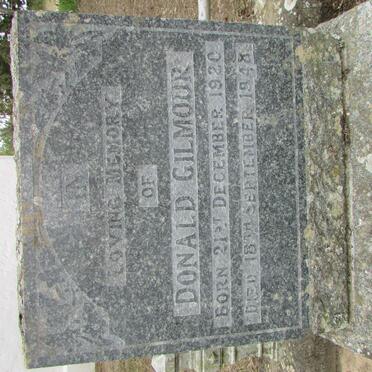 IN
LOVING MEMORY
OF
DONALD GILMOUR
BORN 21ST DECEMBER 1920
DIED 18TH SEPTEMBER 1948